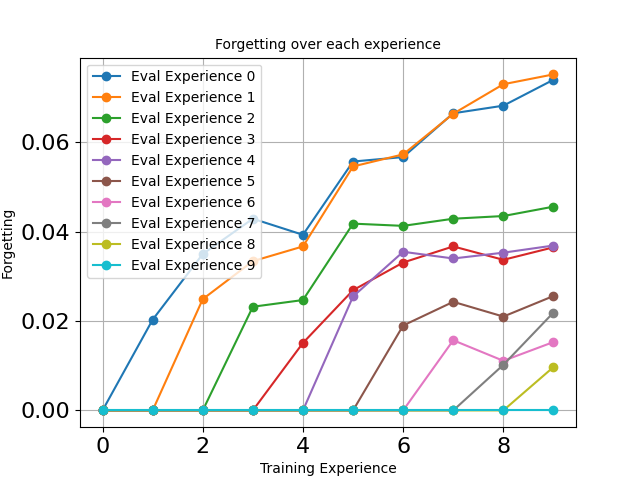 Forgetting over each experience
Eval Experience 0
Eval Experience 1
Eval Experience 2
Eval Experience 3
Eval Experience 4
Eval Experience 5
Eval Experience 6
Eval Experience 7
Eval Experience 8
Eval Experience 9
0.06
0.04
0.02
0.00
Forgetting
0 2 4 6 8
Training Experience